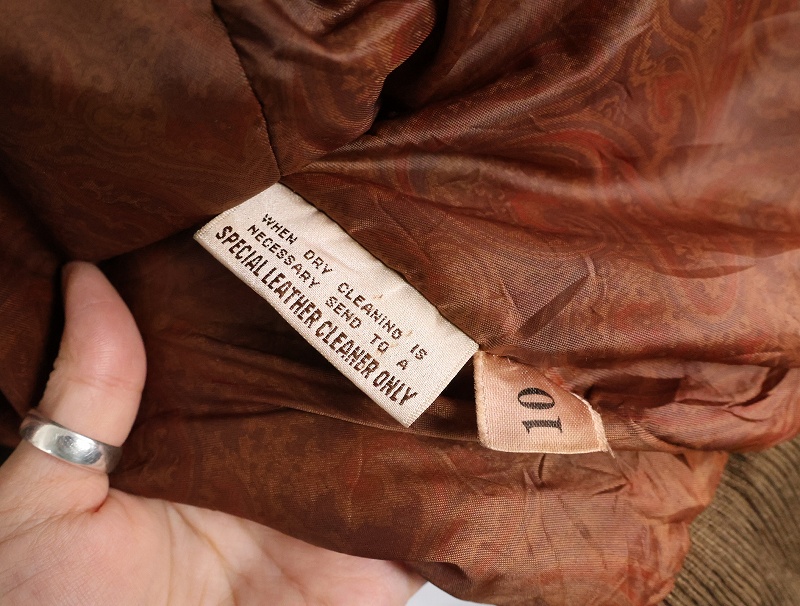 WHEN DRY CLEANING IS
NECESSARY SEND TO A
SPECIAL LEATHER CLEANER ONLY
10